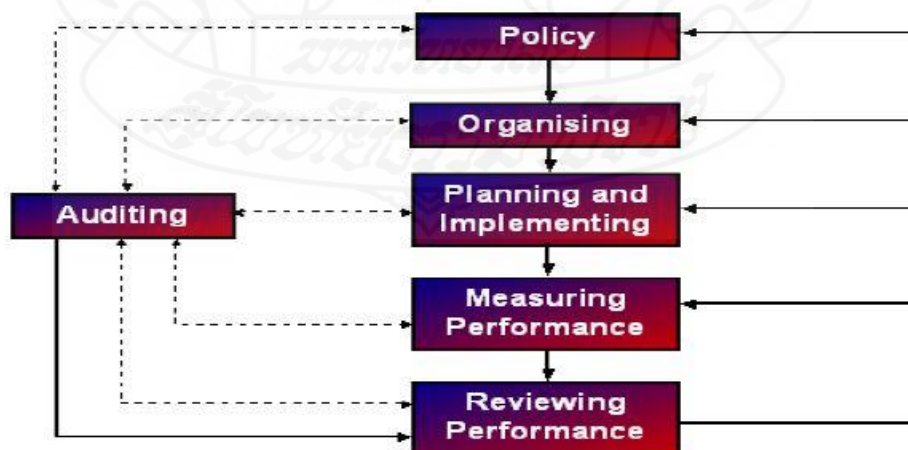 Policy
Organising
Auditing
Planning and
Implementing
Measuring
Performance
Reviewing
Performance